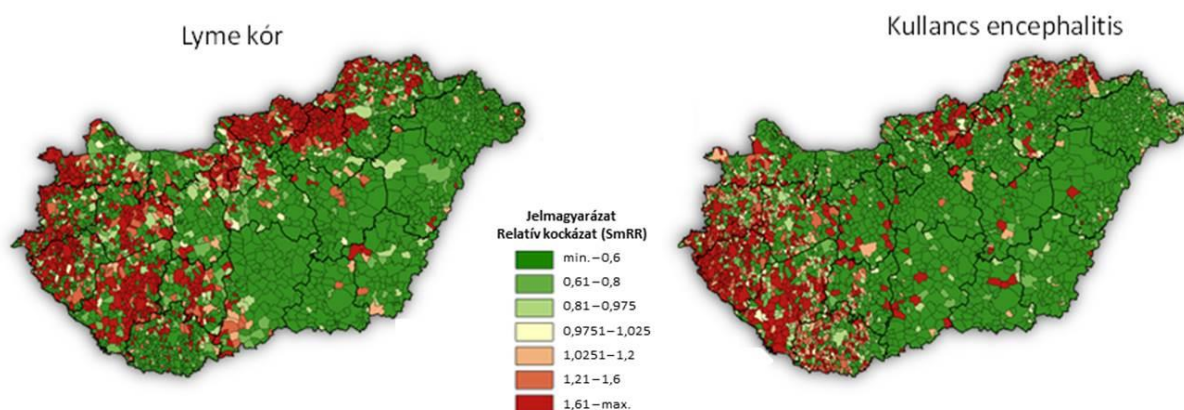 Lyme kór
Kullancs encephalitis
Jelmagyarázat
Relatív kockázat (SmRR)
min.–0,6
0,61–0,8
0,81–0,975
0,9751–1,025
1,0251–1,2
1,21–1,6
1,61–max.